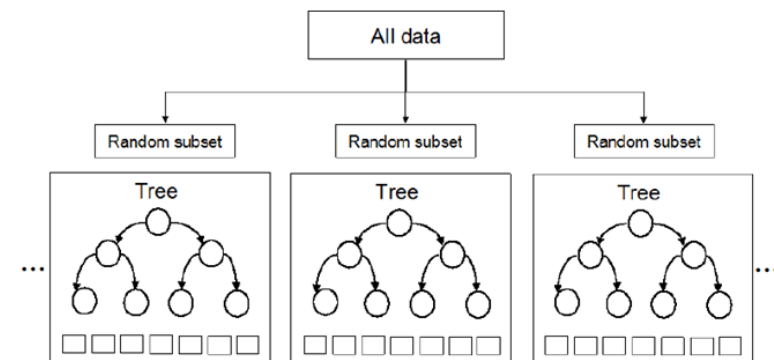 All data
Random subset
Random subset
Random subset
Tree
Tree
Tree
...
...